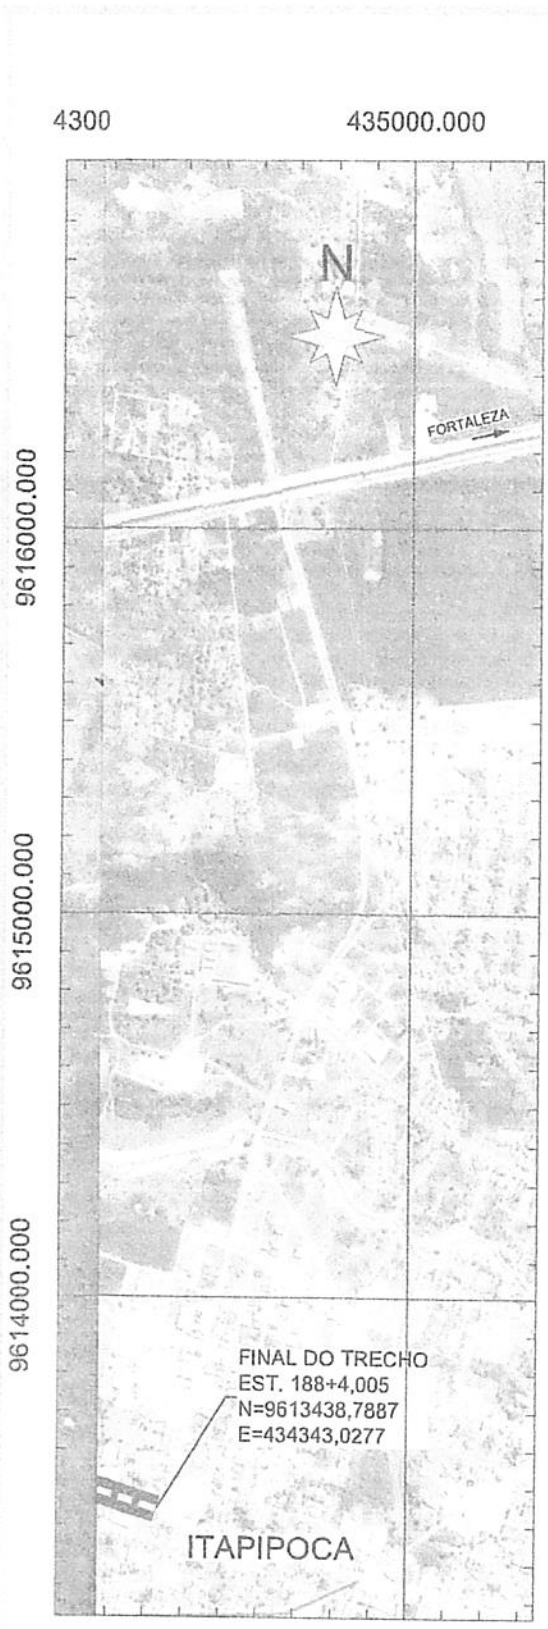 4300
435000.000
N
FORTALEZA
9616000.000
9615000.000
9614000.000
FINAL DO TRECHO
EST. 188+4,005
N=9613438,7887
E=434343,0277
ITAPIPOCA